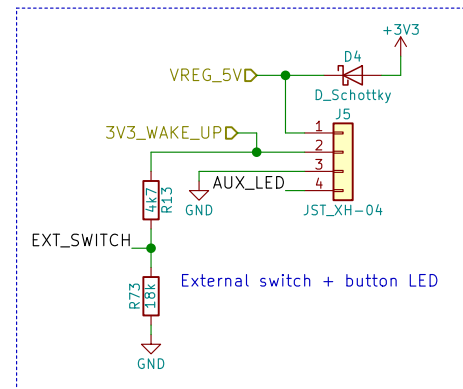 +3V3
D4
VREG_5V
D_Schottky
J5
3V3_WAKE_UP
1
2
3
4
AUX_LED
GND
JST_XH-04
4k7
R13
EXT_SWITCH
R73
18k
External switch + button LED
GND